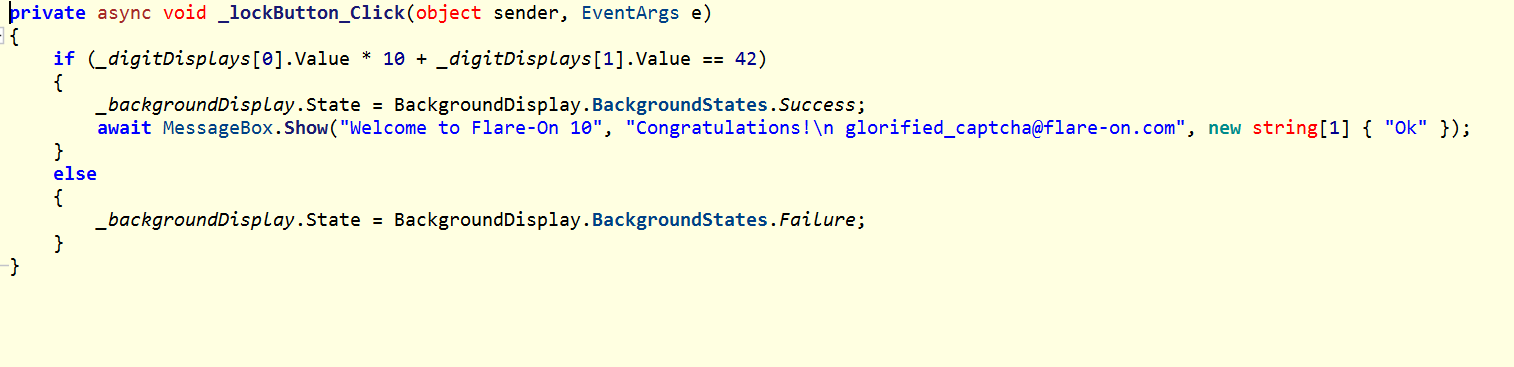 private async void _lockButton_Click(object sender, EventArgs e)
{
    if (_digitDisplays[0].Value * 10 + _digitDisplays[1].Value == 42)
    {
        _backgroundDisplay.State = BackgroundDisplay.BackgroundStates.Success;
        await MessageBox.Show("Welcome to Flare-On 10", "Congratulations!\n glorified_captcha@flare-on.com", new string[1] { "Ok" });
    }
    else
    {
        _backgroundDisplay.State = BackgroundDisplay.BackgroundStates.Failure;
    }
}